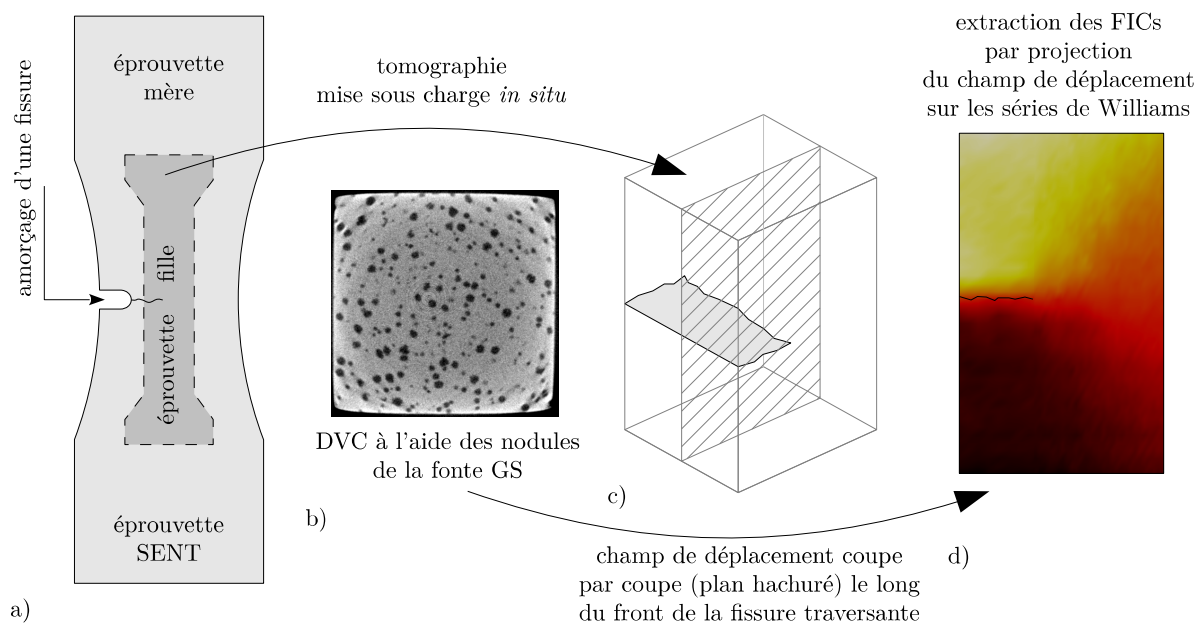 éprouvette
mère
amorçage d'une fissure
éprouvette fille
éprouvette
SENT
a)
tomographie
mise sous charge in situ
DVC à l'aide des nodules
de la fonte GS
b)
c)
champ de déplacement coupe
par coupe (plan hachuré) le long
du front de la fissure traversante
extraction des FICs
par projection
du champ de déplacement
sur les séries de Williams
d)